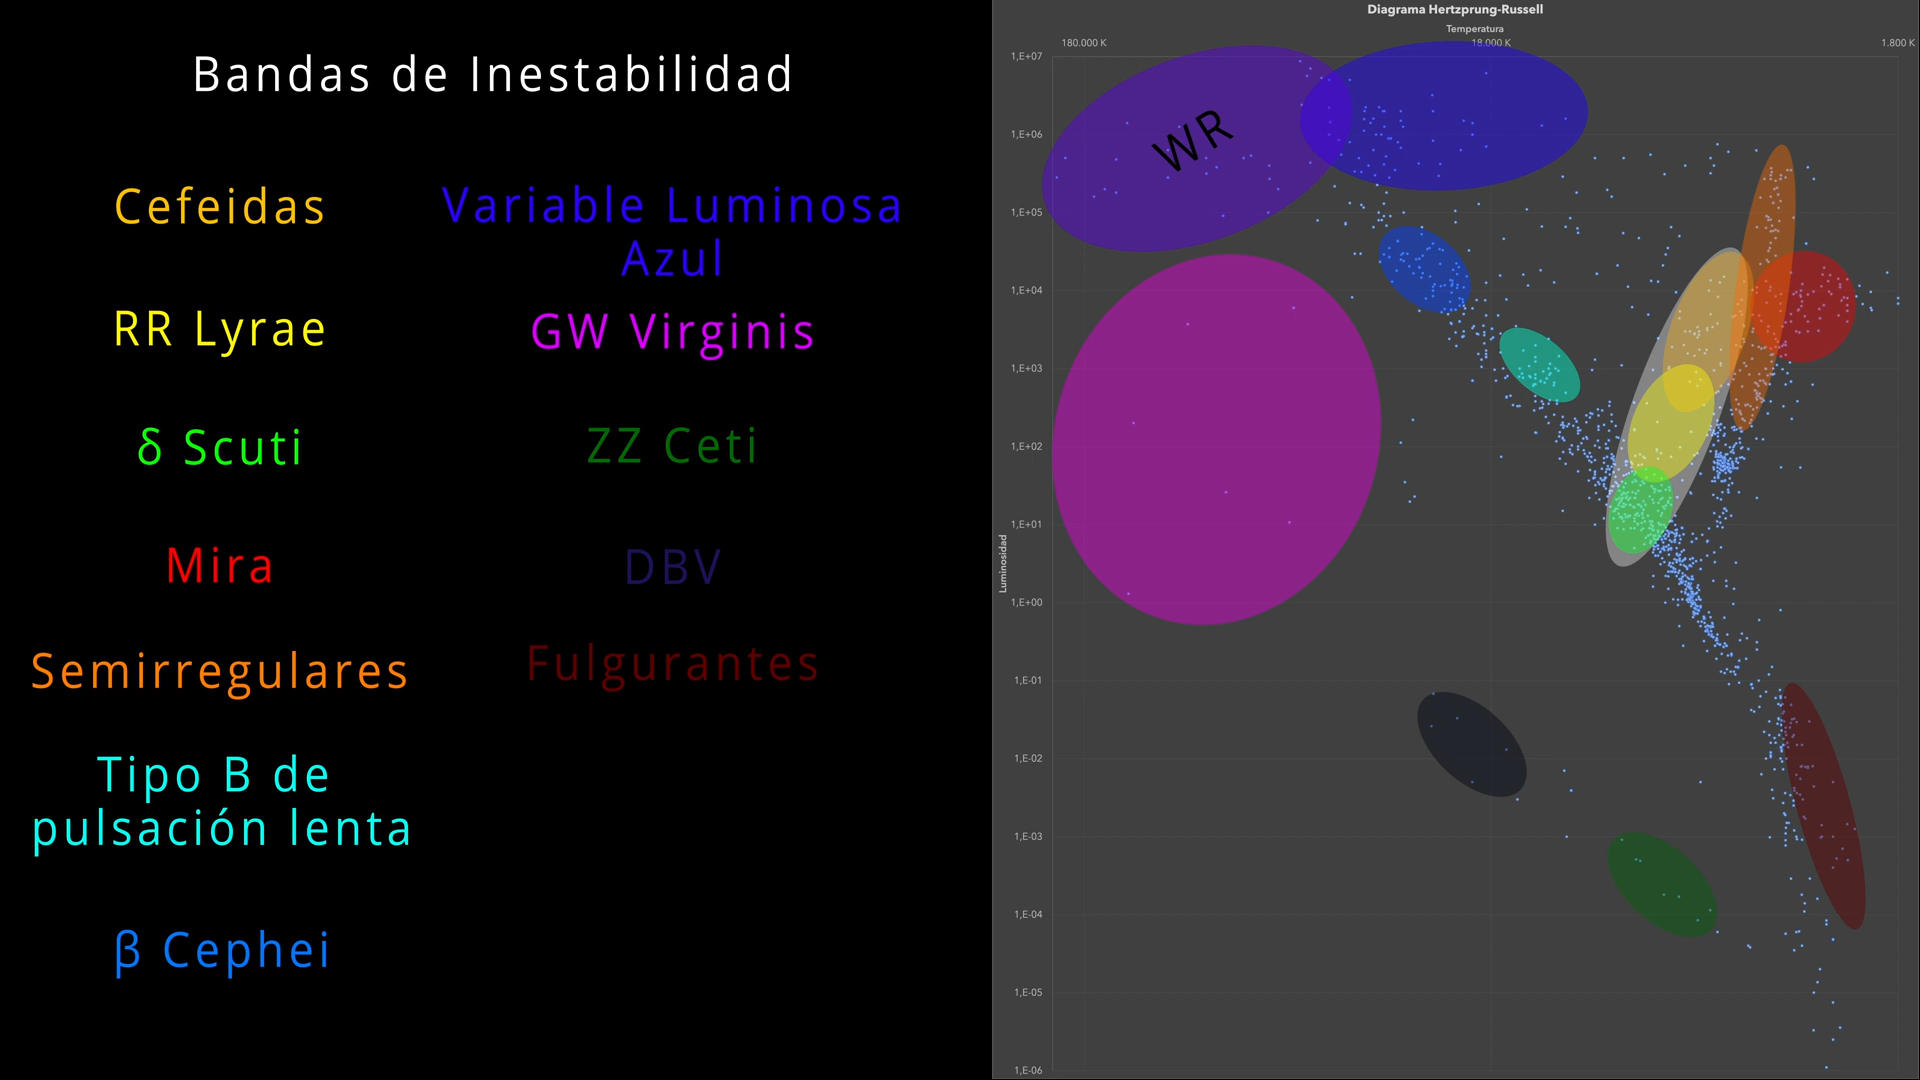 Bandas de Inestabilidad
Cefeidas
RR Lyrae
δ Scuti
Mira
Semirregulares
Tipo B de
pulsación lenta
β Cephei
Variable Luminosa
Azul
GW Virginis
ZZ Ceti
DBV
Fulgurantes
Diagrama Hertzprung-Russell
Temperatura
180.000 K
18.000 K
1.800 K
1,E+07
1,E+06
1,E+05
1,E+04
1,E+03
1,E+02
1,E+01
1,E+00
1,E-01
1,E-02
1,E-03
1,E-04
1,E-05
1,E-06
Luminosidad
WR